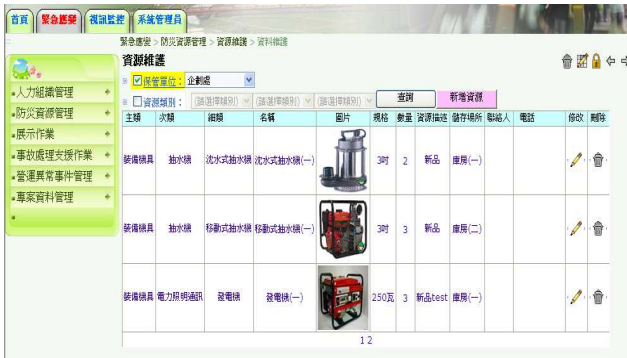 首頁 緊急應變 視訊監控 系統管理員
緊急應變 > 防災資源管理 > 資源維護 > 資料維護
資源維護
保管單位： 企劃處
資源類別： (請選擇類別) (請選擇類別) (請選擇類別) 查詢 新增資源
人力組織管理
防災資源管理
展示作業
事故處理支援作業
營運異常事件管理
專家資料管理
主類 次類 細類 名稱 圖片 規格 數量 資源描述 儲存場所 聯絡人 電話 修改 刪除
裝備機具 抽水機 沈水式抽水機 沈水式抽水機(一) 3吋 2 新品 庫房(一)
裝備機具 抽水機 移動式抽水機 移動式抽水機(一) 3吋 3 新品 庫房(二)
裝備機具 電力照明通訊 發電機 發電機(一) 250瓦 3 新品test 庫房(一)
1 2